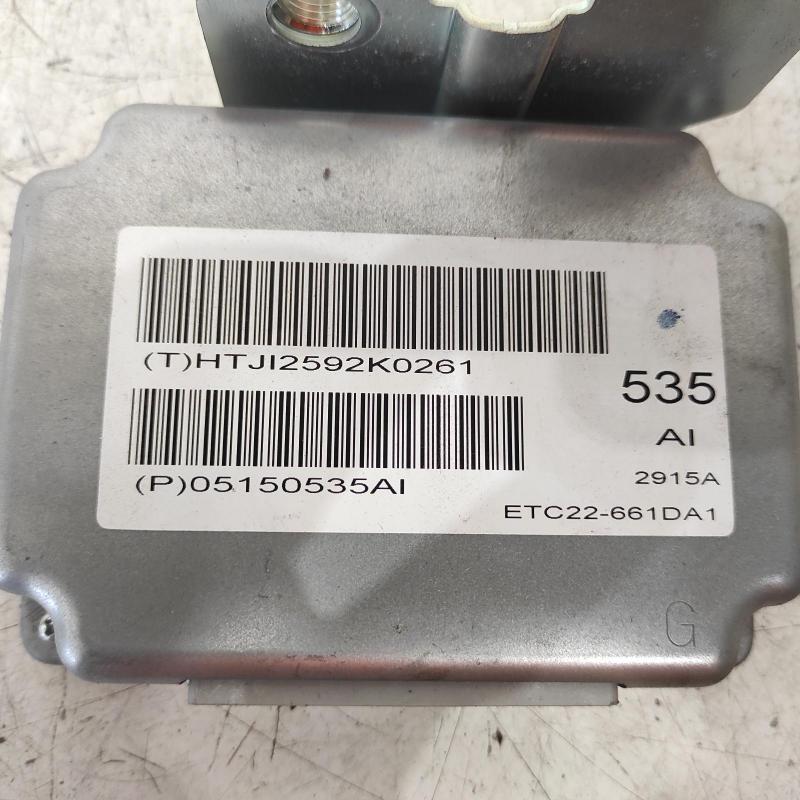 (T)HTJI2592K0261
535
AI
(P)05150535AI
2915A
ETC22-661DA1
G